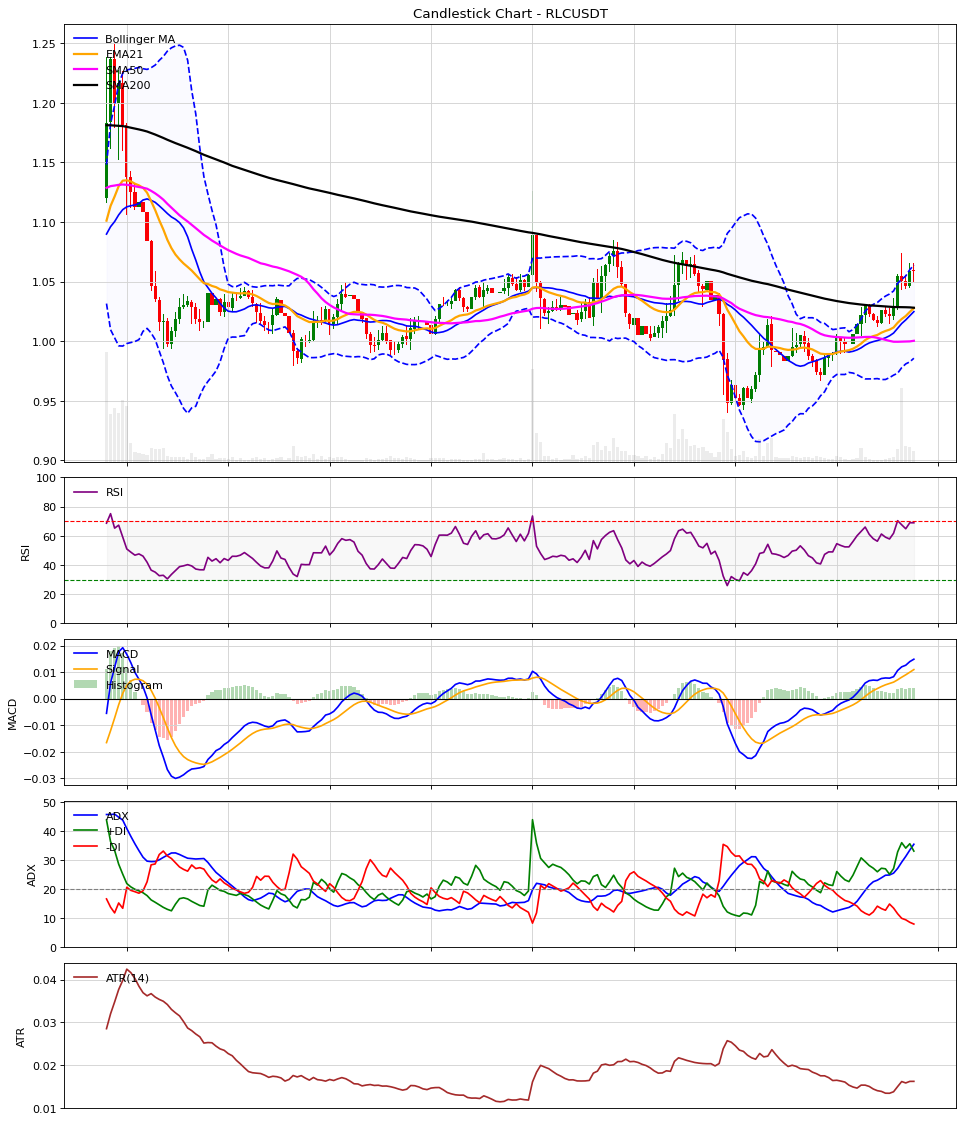 Candlestick Chart - RLCUSDT
Bollinger MA
EMA21
SMA50
SMA200
1.25
1.20
1.15
1.10
1.05
1.00
0.95
0.90
RSI
RSI
100
80
60
40
20
0
MACD
Signal
Histogram
MACD
0.02
0.01
0.00
−0.01
−0.02
−0.03
ADX
+DI
-DI
ADX
50
40
30
20
10
0
ATR(14)
ATR
0.04
0.03
0.02
0.01